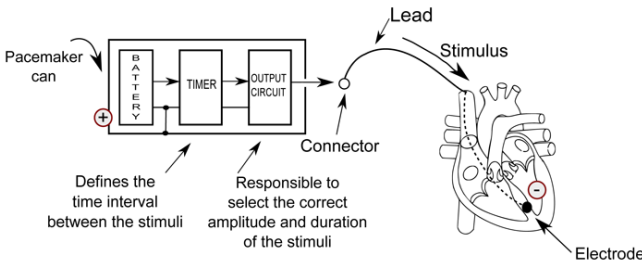 Lead
Stimulus
Pacemaker
can
BATTERY
TIMER
OUTPUT
CIRCUIT
+
Connector
Defines the
time interval
between the stimuli
Responsible to
select the correct
amplitude and duration
of the stimuli
-
Electrode